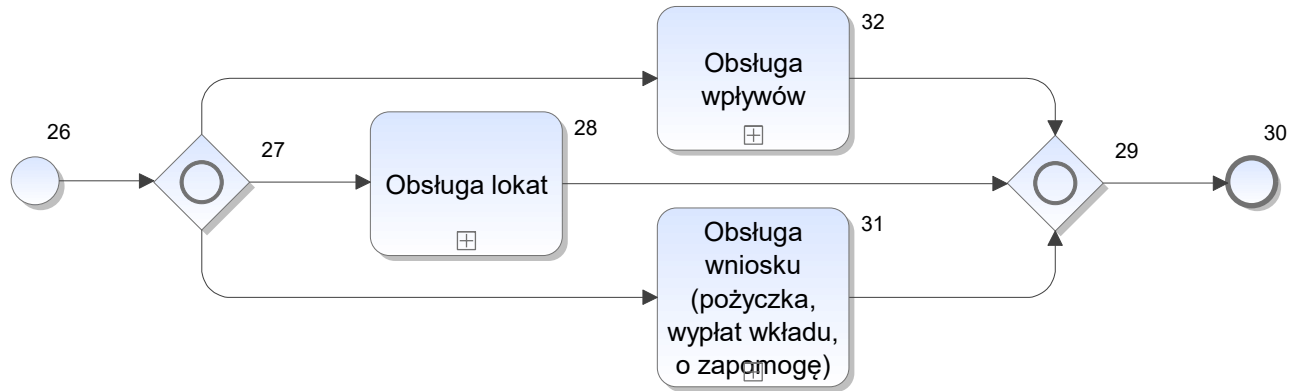 32
Obsługa
wpływów
26
27
28
Obsługa lokat
29
30
31
Obsługa
wniosku
(pożyczka,
wypłat wkładu,
o zapomogę)